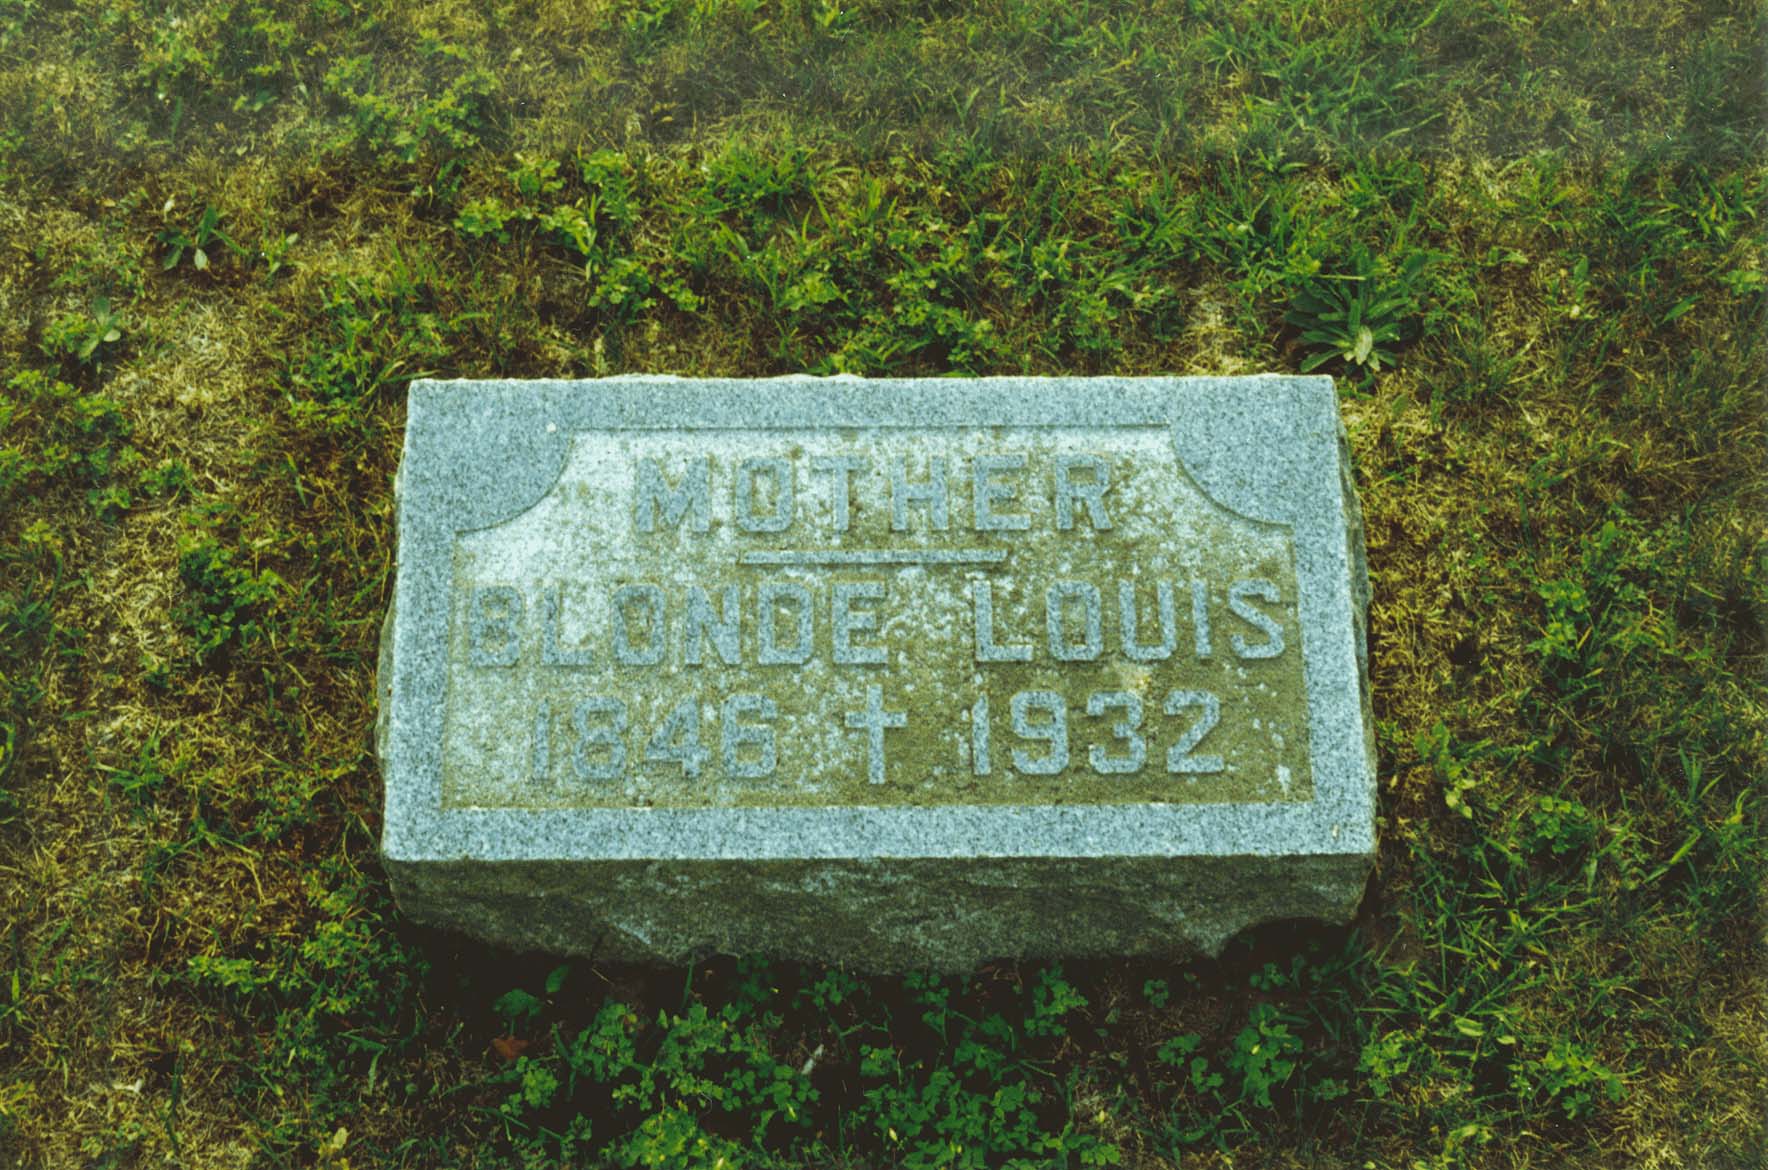 MOTHER
BLONDE LOUIS
1846 ✝ 1932